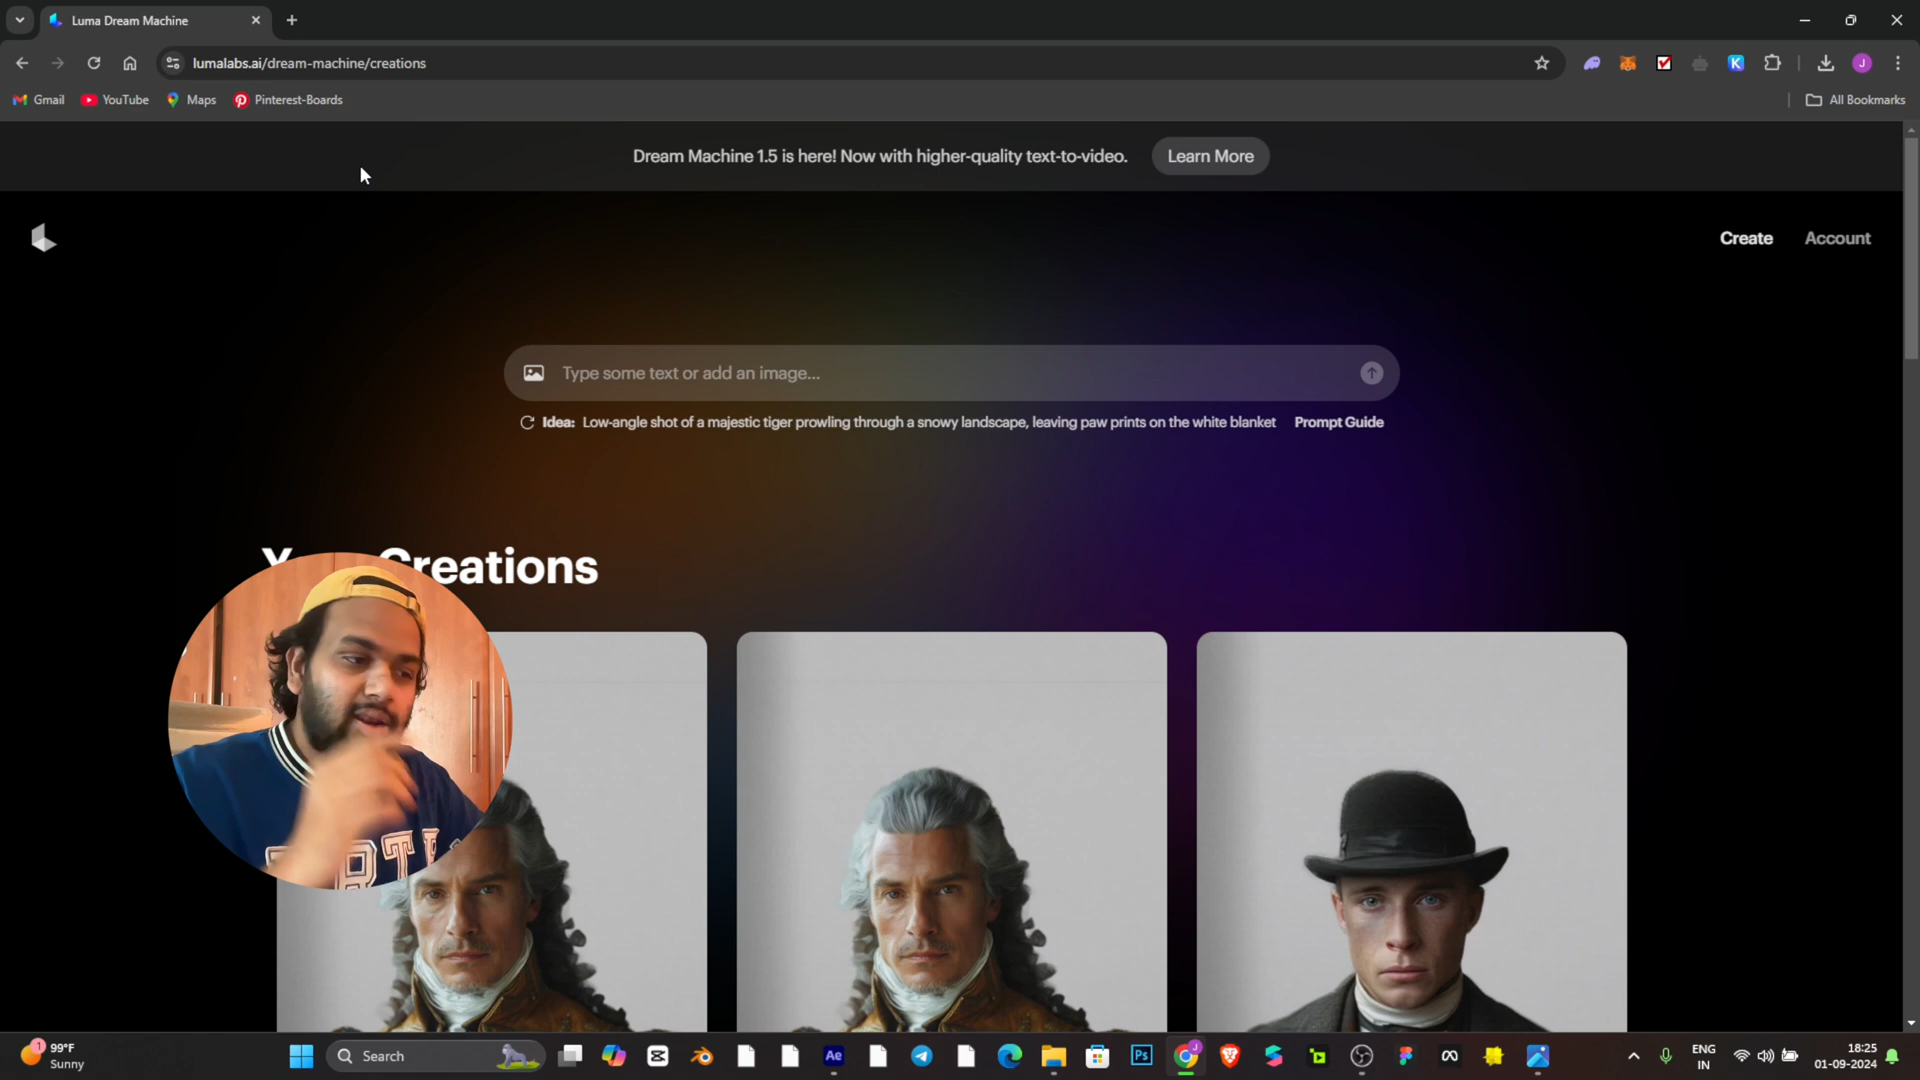 Luma Dream Machine
lumalabs.ai/dream-machine/creations
J
Gmail
YouTube
Maps
Pinterest-Boards
All Bookmarks
Dream Machine 1.5 is here! Now with higher-quality text-to-video.
Learn More
Create
Account
Type some text or add an image...
Idea: Low-angle shot of a majestic tiger prowling through a snowy landscape, leaving paw prints on the white blanket
Prompt Guide
Creations
1
99°F
Sunny
Search
Ae
Ps
J
ENG
IN
18:25
01-09-2024